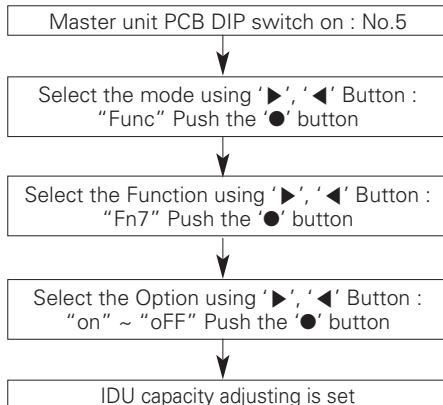 Master unit PCB DIP switch on : No.5
Select the mode using ‘▶’, ‘◀’ Button :
“Func” Push the ‘●’ button
Select the Function using ‘▶’, ‘◀’ Button :
“Fn7” Push the ‘●’ button
Select the Option using ‘▶’, ‘◀’ Button :
“on” ~ “oFF” Push the ‘●’ button
IDU capacity adjusting is set